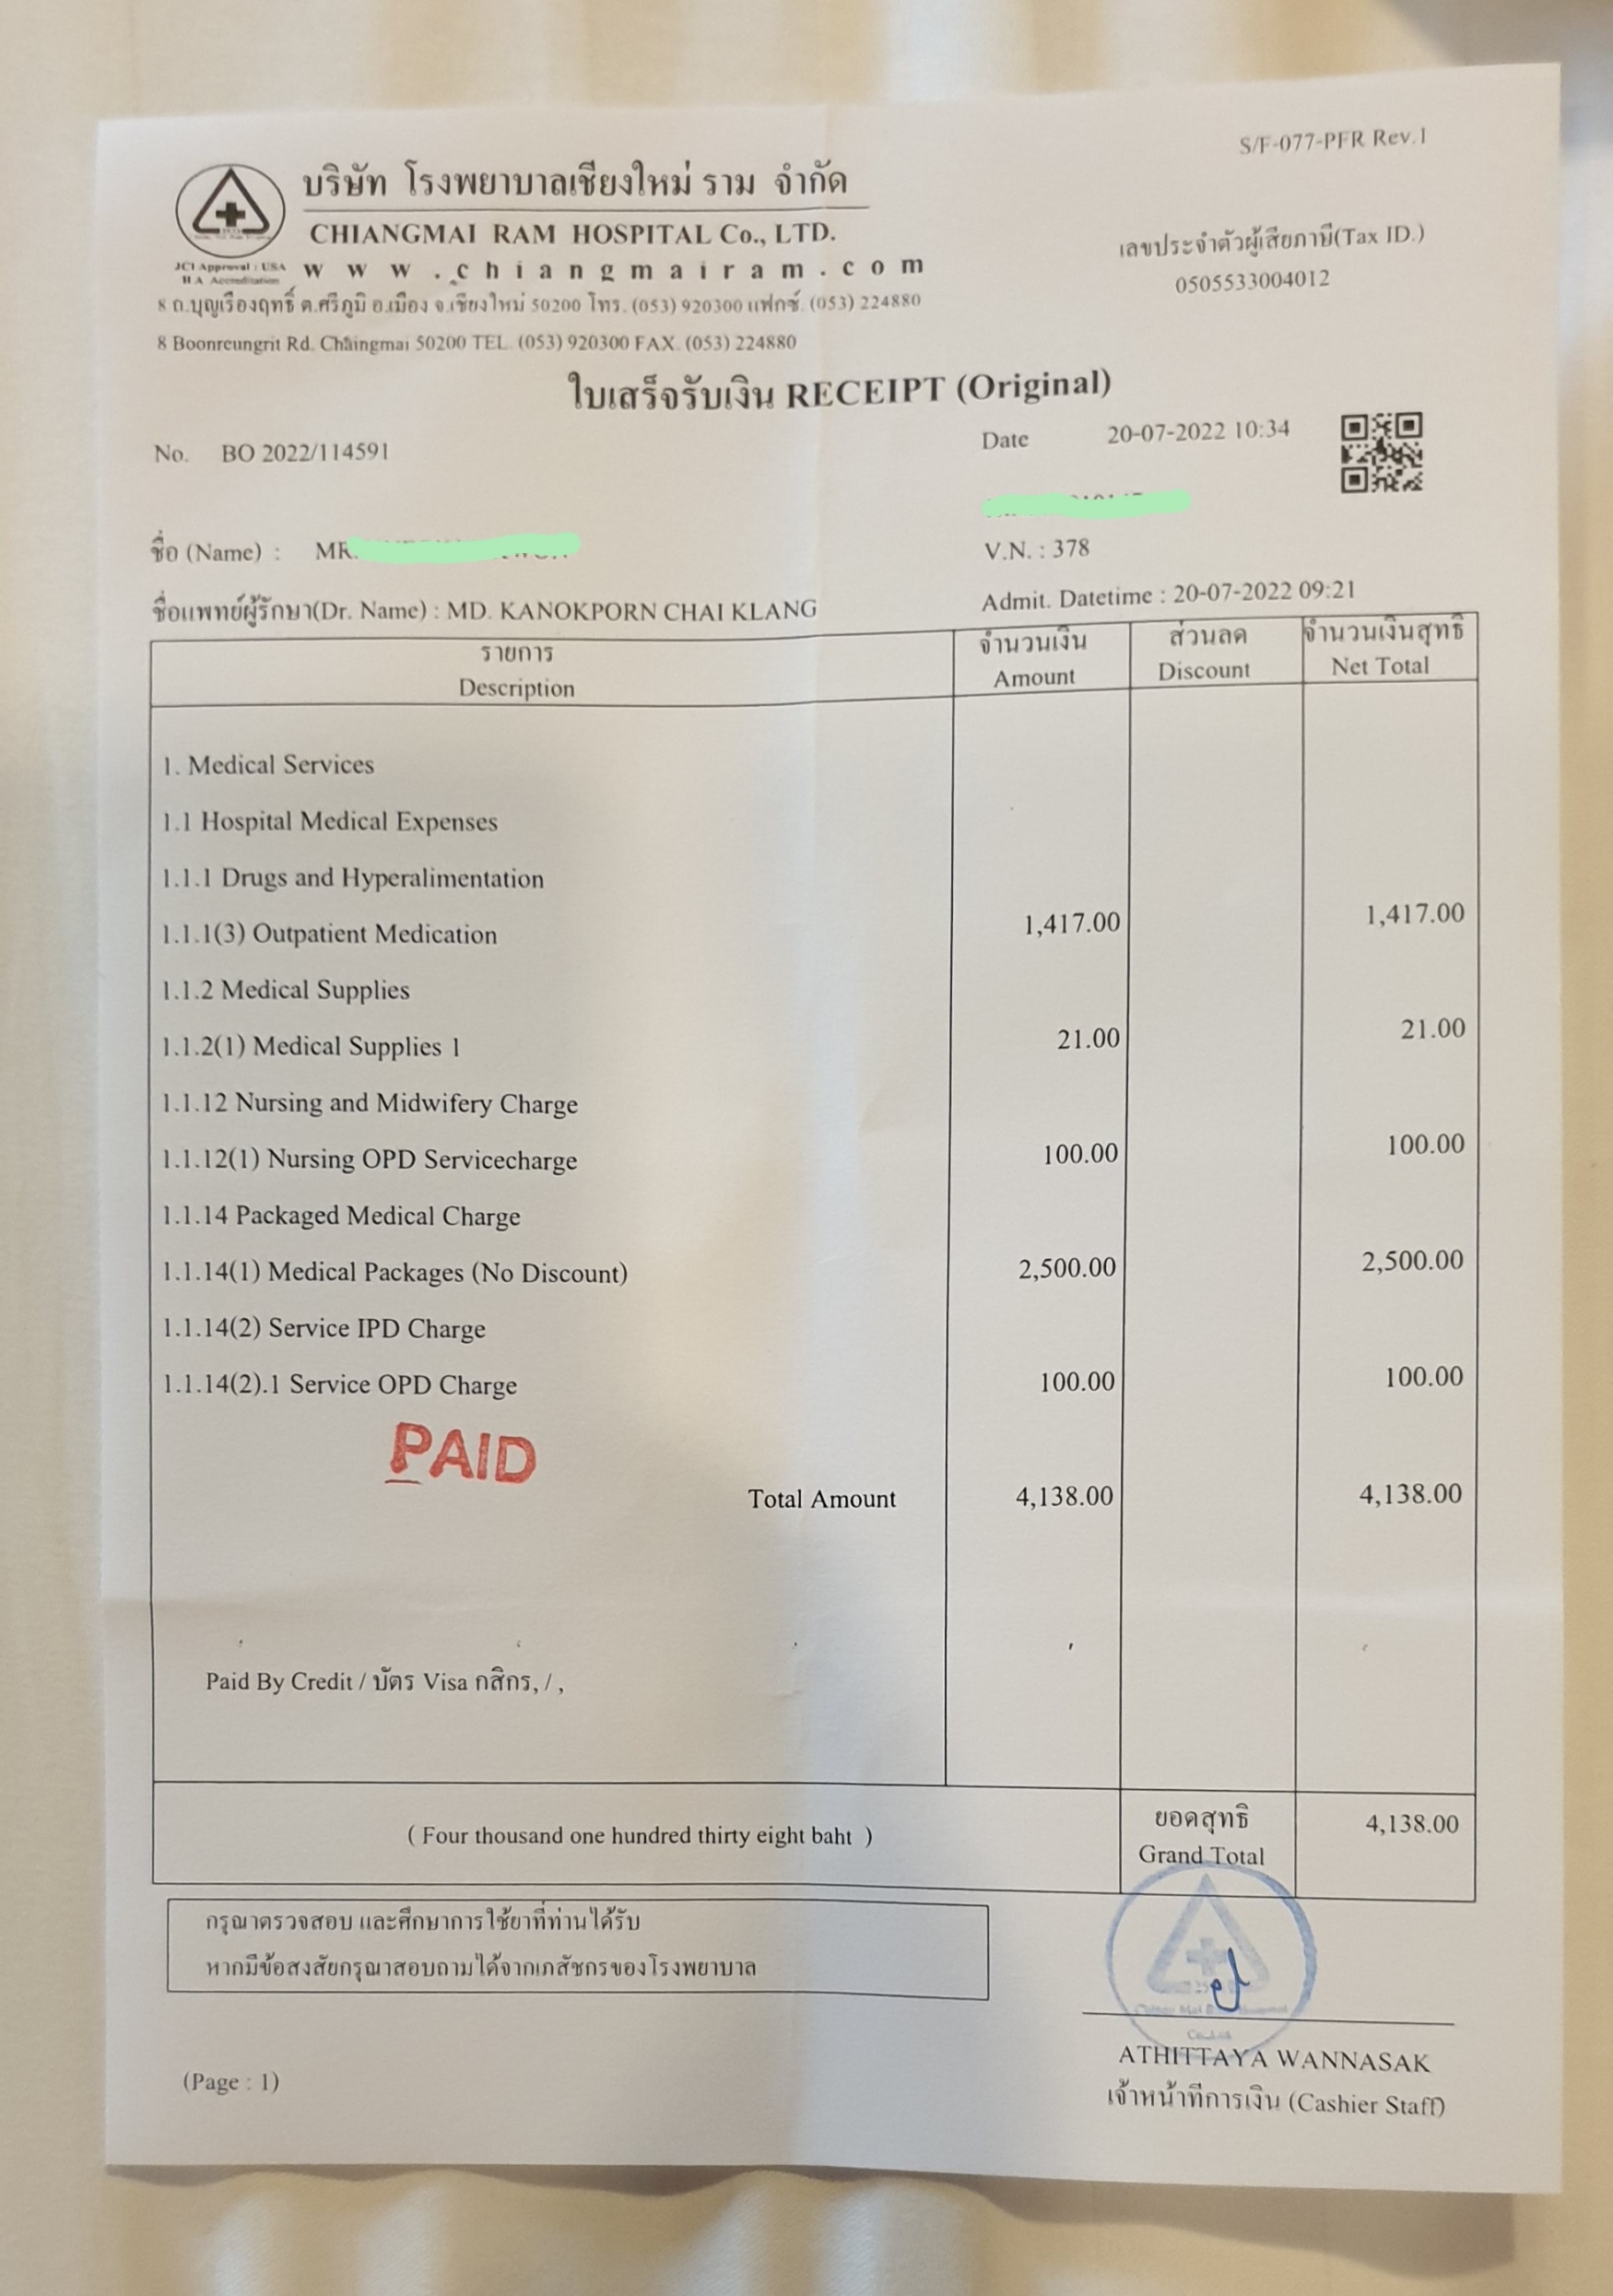 S/F-077-PFR Rev.1
บริษัท โรงพยาบาลเชียงใหม่ ราม จำกัด
CHIANGMAI RAM HOSPITAL Co., LTD.
JCI Approval : USA
HA Accreditation
www.chiangmairam.com
8 ถ.บุญเรืองฤทธิ์ ต.ศรีภูมิ อ.เมือง จ.เชียงใหม่ 50200 โทร. (053) 920300 แฟกซ์. (053) 224880
8 Boonreungrit Rd. Chaingmai 50200 TEL. (053) 920300 FAX. (053) 224880
เลขประจำตัวผู้เสียภาษี(Tax ID.)
0505533004012
ใบเสร็จรับเงิน RECEIPT (Original)
No. BO 2022/114591
Date 20-07-2022 10:34
ชื่อ (Name) : MR.
V.N. : 378
ชื่อแพทย์ผู้รักษา(Dr. Name) : MD. KANOKPORN CHAI KLANG
Admit. Datetime : 20-07-2022 09:21
รายการ จำนวนเงิน ส่วนลด จำนวนเงินสุทธิ
Description Amount Discount Net Total
1. Medical Services
1.1 Hospital Medical Expenses
1.1.1 Drugs and Hyperalimentation
1.1.1(3) Outpatient Medication 1,417.00 1,417.00
1.1.2 Medical Supplies
1.1.2(1) Medical Supplies 1 21.00 21.00
1.1.12 Nursing and Midwifery Charge
1.1.12(1) Nursing OPD Servicecharge 100.00 100.00
1.1.14 Packaged Medical Charge
1.1.14(1) Medical Packages (No Discount) 2,500.00 2,500.00
1.1.14(2) Service IPD Charge
1.1.14(2).1 Service OPD Charge 100.00 100.00
PAID
Total Amount 4,138.00 4,138.00
Paid By Credit / บัตร Visa กสิกร, / ,
( Four thousand one hundred thirty eight baht )
ยอดสุทธิ
Grand Total
4,138.00
กรุณาตรวจสอบ และศึกษาการใช้ยาที่ท่านได้รับ
หากมีข้อสงสัยกรุณาสอบถามได้จากเภสัชกรของโรงพยาบาล
ATHITTAYA WANNASAK
เจ้าหน้าที่การเงิน (Cashier Staff)
(Page : 1)